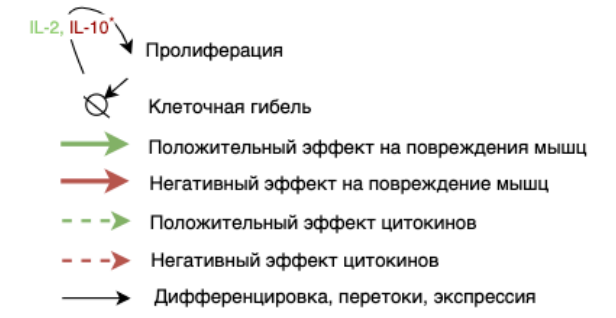 IL-2, IL-10*
Пролиферация
Клеточная гибель
Положительный эффект на повреждения мышц
Негативный эффект на повреждение мышц
Положительный эффект цитокинов
Негативный эффект цитокинов
Дифференцировка, перетоки, экспрессия